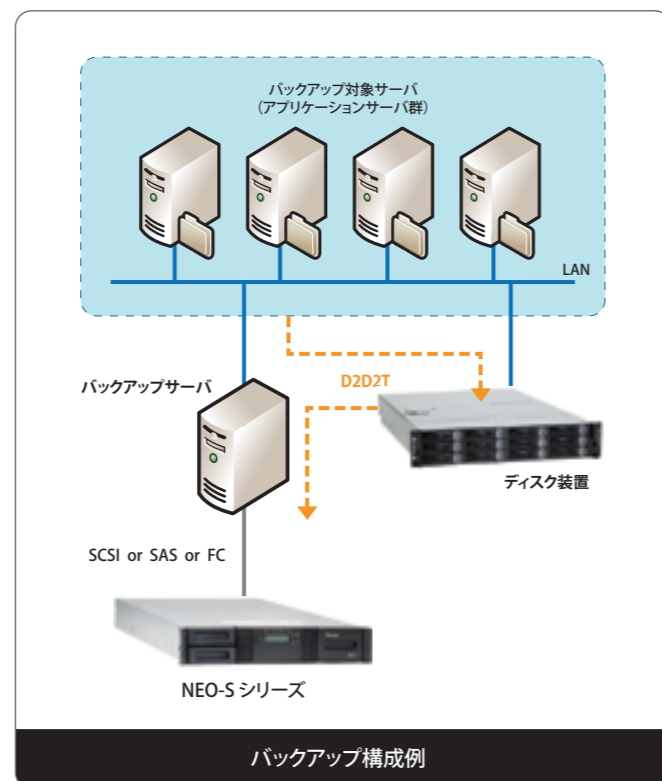 バックアップ対象サーバ
（アプリケーションサーバ群）
LAN
D2D2T
バックアップサーバ
ディスク装置
SCSI or SAS or FC
NEO-S シリーズ
バックアップ構成例